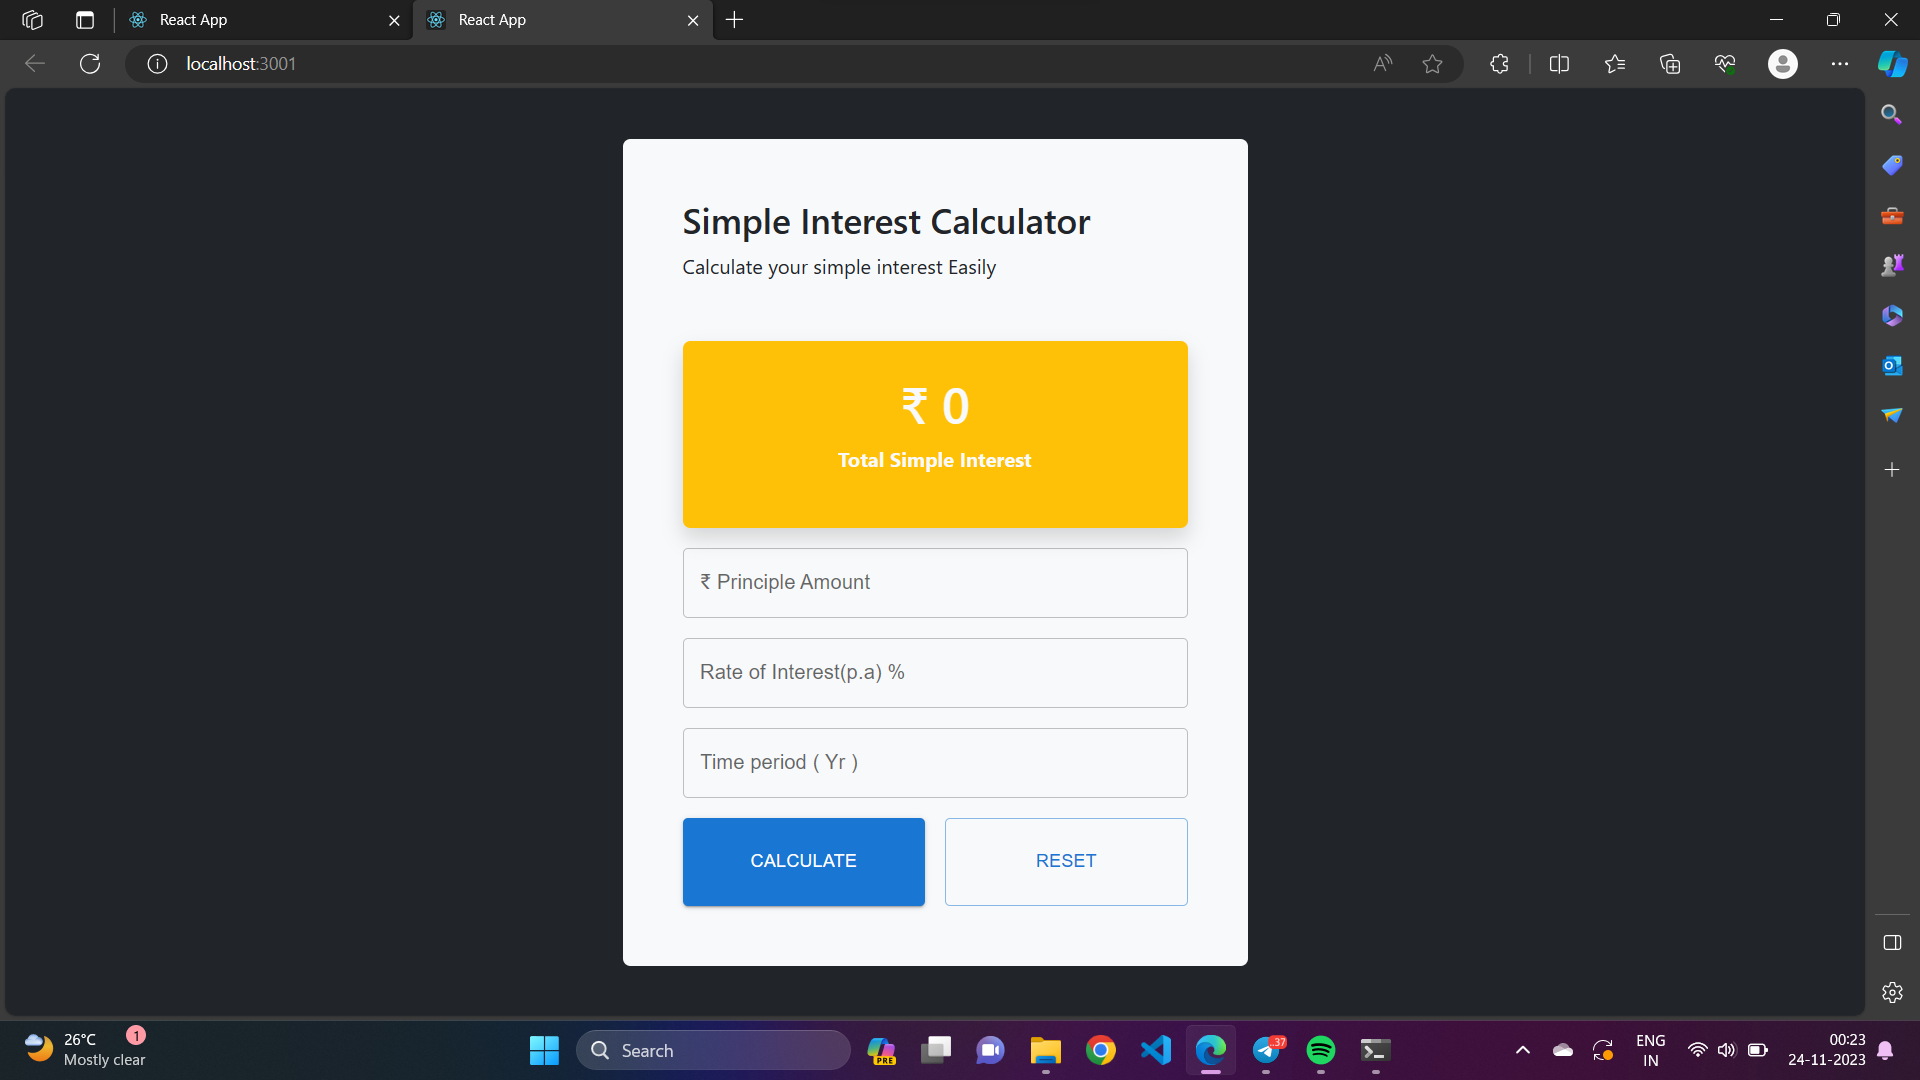 React App
React App
localhost:3001
Simple Interest Calculator
Calculate your simple interest Easily
₹ 0
Total Simple Interest
₹ Principle Amount
Rate of Interest(p.a) %
Time period ( Yr )
CALCULATE
RESET
26°C
1
Mostly clear
Search
PRE
37
ENG
IN
00:23
24-11-2023